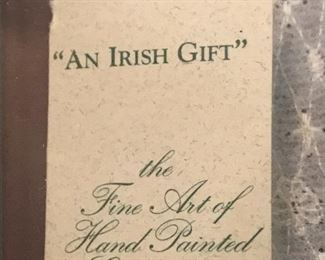 "AN IRISH GIFT"
the
Fine Art of
Hand Painted